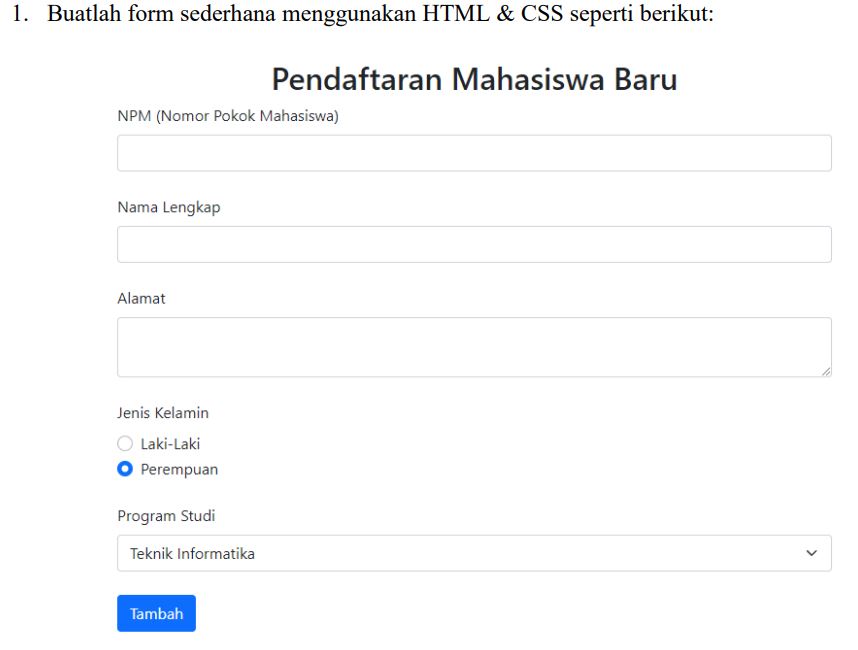 1. Buatlah form sederhana menggunakan HTML & CSS seperti berikut:
Pendaftaran Mahasiswa Baru
NPM (Nomor Pokok Mahasiswa)
Nama Lengkap
Alamat
Jenis Kelamin
Laki-Laki
Perempuan
Program Studi
Teknik Informatika
Tambah